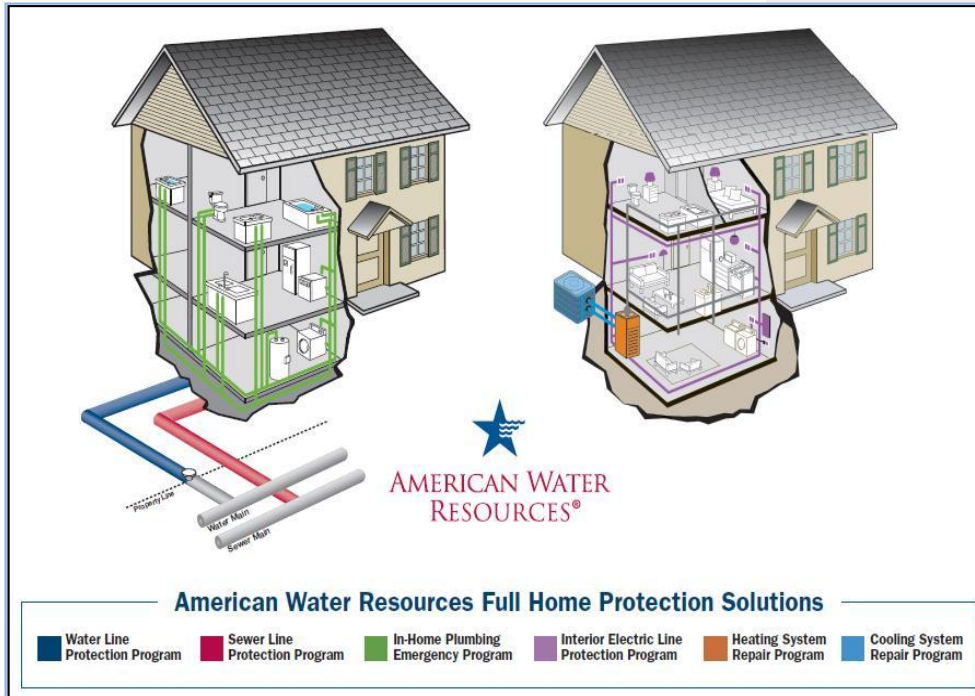 Property Line
Water Main
Sewer Main
AMERICAN WATER
RESOURCES®
American Water Resources Full Home Protection Solutions
Water Line
Protection Program
Sewer Line
Protection Program
In-Home Plumbing
Emergency Program
Interior Electric Line
Protection Program
Heating System
Repair Program
Cooling System
Repair Program